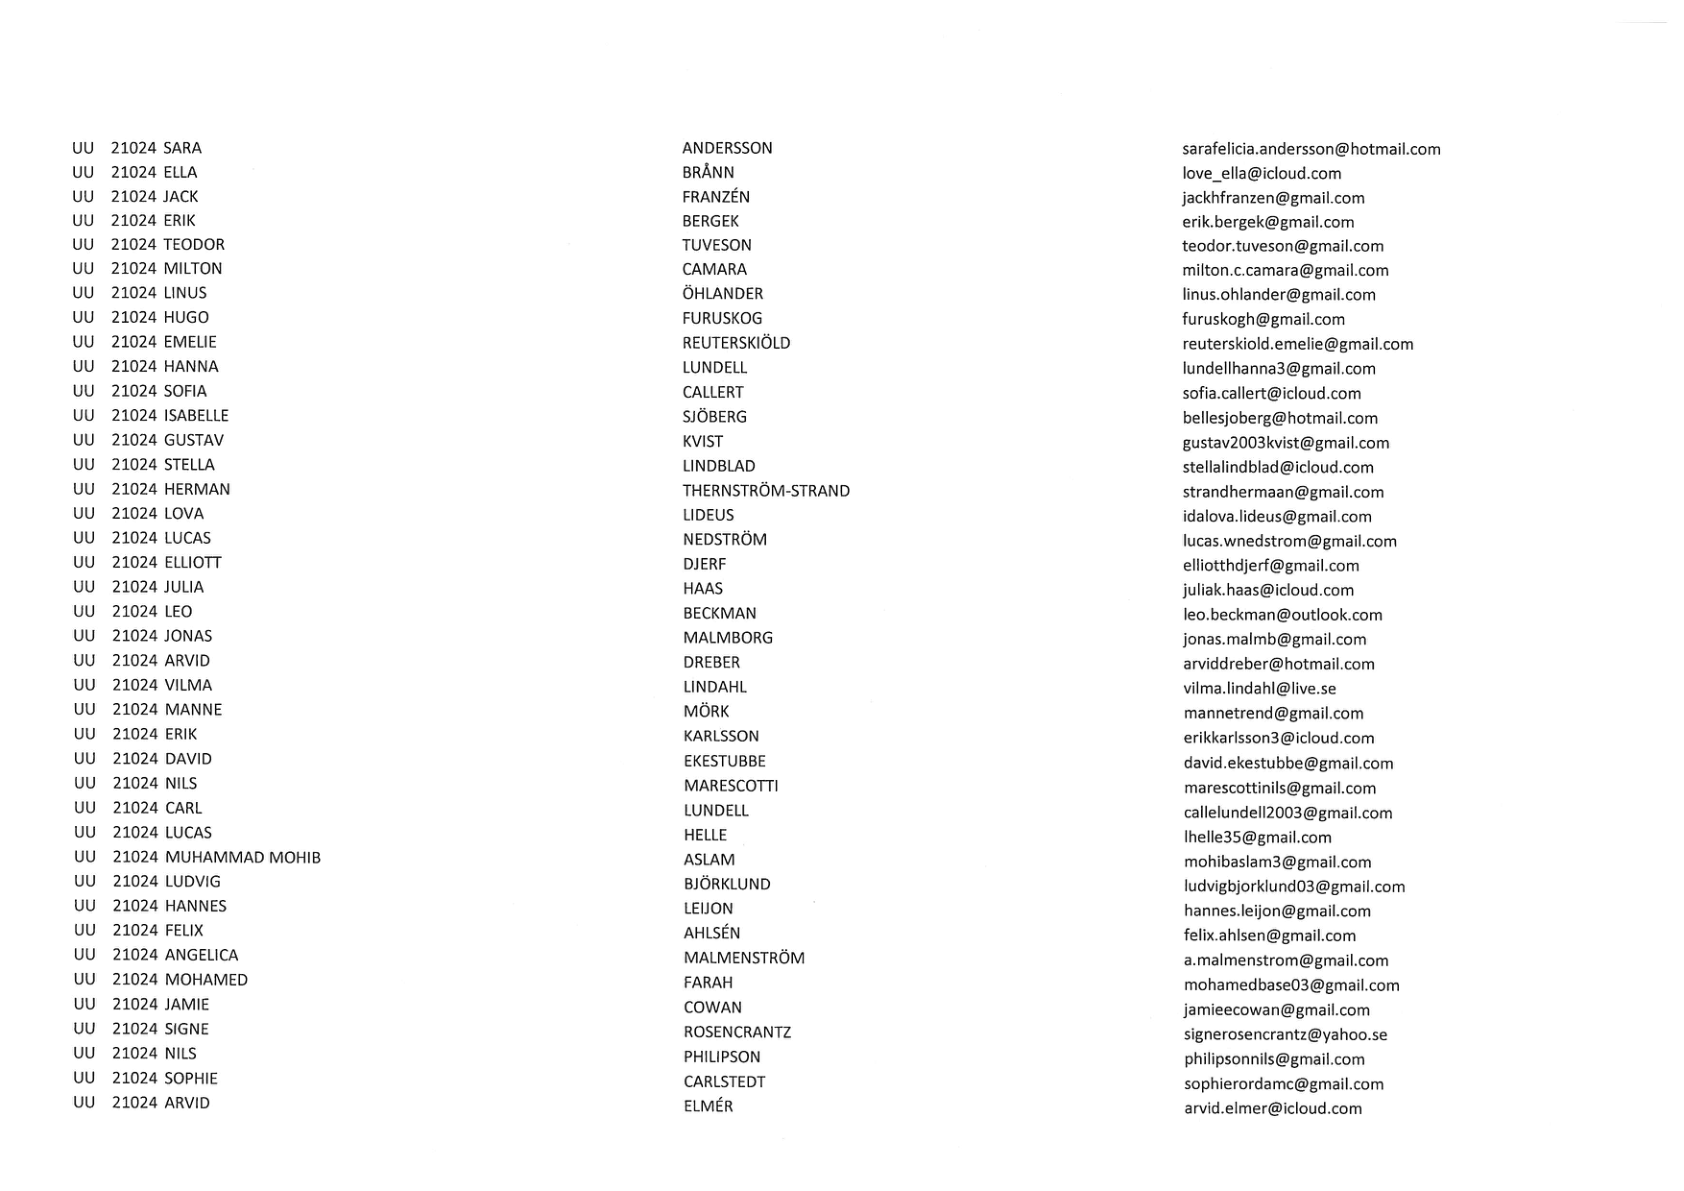 UU 21024 SARA ANDERSSON sarafelicia.andersson@hotmail.com
UU 21024 ELLA BRÅNN love_ella@icloud.com
UU 21024 JACK FRANZÉN jackhfranzen@gmail.com
UU 21024 ERIK BERGEK erik.bergek@gmail.com
UU 21024 TEODOR TUVESON teodor.tuveson@gmail.com
UU 21024 MILTON CAMARA milton.c.camara@gmail.com
UU 21024 LINUS ÖHLANDER linus.ohlander@gmail.com
UU 21024 HUGO FURUSKOG furuskogh@gmail.com
UU 21024 EMELIE REUTERSKIÖLD reuterskiold.emelie@gmail.com
UU 21024 HANNA LUNDELL lundellhanna3@gmail.com
UU 21024 SOFIA CALLERT sofia.callert@icloud.com
UU 21024 ISABELLE SJÖBERG bellesjoberg@hotmail.com
UU 21024 GUSTAV KVIST gustav2003kvist@gmail.com
UU 21024 STELLA LINDBLAD stellalindblad@icloud.com
UU 21024 HERMAN THERNSTRÖM-STRAND strandhermaan@gmail.com
UU 21024 LOVA LIDEUS idalova.lideus@gmail.com
UU 21024 LUCAS NEDSTRÖM lucas.wnedstrom@gmail.com
UU 21024 ELLIOTT DJERF elliotthdjerf@gmail.com
UU 21024 JULIA HAAS juliak.haas@icloud.com
UU 21024 LEO BECKMAN leo.beckman@outlook.com
UU 21024 JONAS MALMBORG jonas.malmb@gmail.com
UU 21024 ARVID DREBER arviddreber@hotmail.com
UU 21024 VILMA LINDAHL vilma.lindahl@live.se
UU 21024 MANNE MÖRK mannetrend@gmail.com
UU 21024 ERIK KARLSSON erikkarlsson3@icloud.com
UU 21024 DAVID EKESTUBBE david.ekestubbe@gmail.com
UU 21024 NILS MARESCOTTI marescottinils@gmail.com
UU 21024 CARL LUNDELL callelundell2003@gmail.com
UU 21024 LUCAS HELLE lhelle35@gmail.com
UU 21024 MUHAMMAD MOHIB ASLAM mohibaslam3@gmail.com
UU 21024 LUDVIG BJÖRKLUND ludvigbjorklund03@gmail.com
UU 21024 HANNES LEIJON hannes.leijon@gmail.com
UU 21024 FELIX AHLSÉN felix.ahlsen@gmail.com
UU 21024 ANGELICA MALMENSTRÖM a.malmenstrom@gmail.com
UU 21024 MOHAMED FARAH mohamedbase03@gmail.com
UU 21024 JAMIE COWAN jamieecowan@gmail.com
UU 21024 SIGNE ROSENCRANTZ signerosencrantz@yahoo.se
UU 21024 NILS PHILIPSON philipsonnils@gmail.com
UU 21024 SOPHIE CARLSTEDT sophierordamc@gmail.com
UU 21024 ARVID ELMÉR arvid.elmer@icloud.com